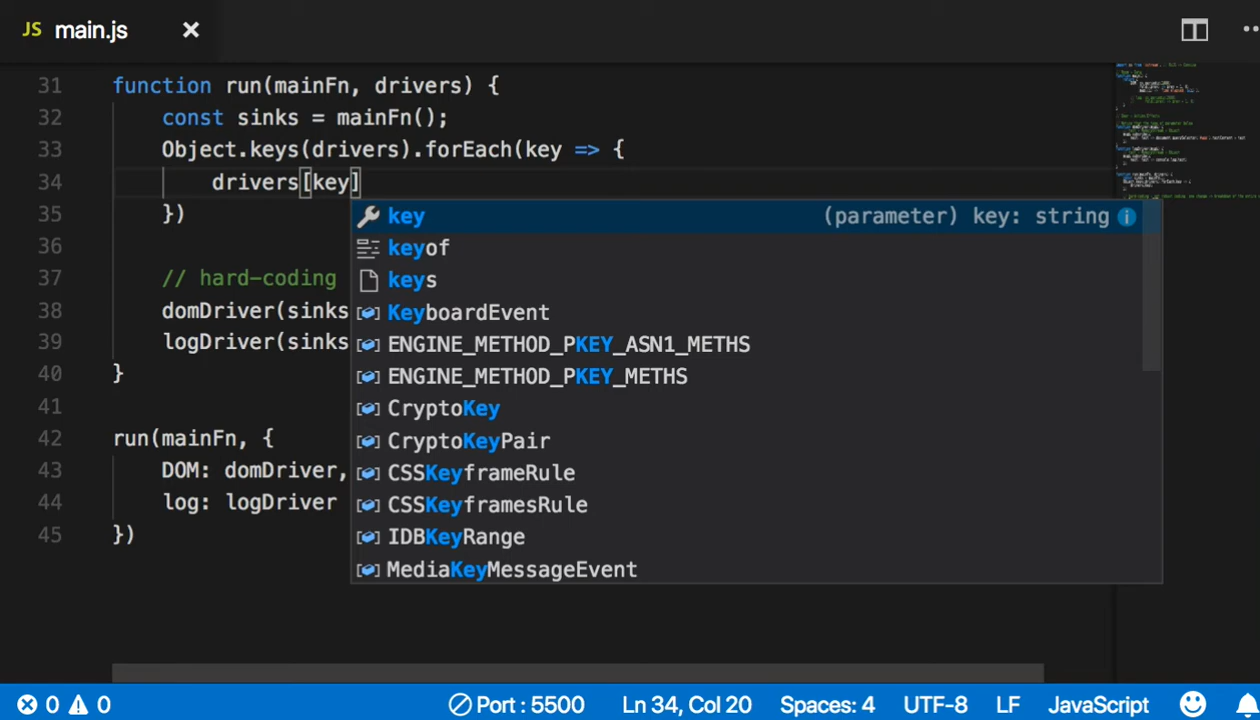 JS main.js
31 function run(mainFn, drivers) {
32 const sinks = mainFn();
33 Object.keys(drivers).forEach(key => {
34 drivers[key]
35 })
key (parameter) key: string
36
keyof
37 // hard-coding
keys
38 domDriver(sinks
KeyboardEvent
39 logDriver(sinks
ENGINE_METHOD_PKEY_ASN1_METHS
40 }
ENGINE_METHOD_PKEY_METHS
41
CryptoKey
42 run(mainFn, {
CryptoKeyPair
43 DOM: domDriver,
CSSKeyframeRule
44 log: logDriver
CSSKeyframesRule
45 })
IDBKeyRange
MediaKeyMessageEvent
0 0 Port : 5500 Ln 34, Col 20 Spaces: 4 UTF-8 LF JavaScript